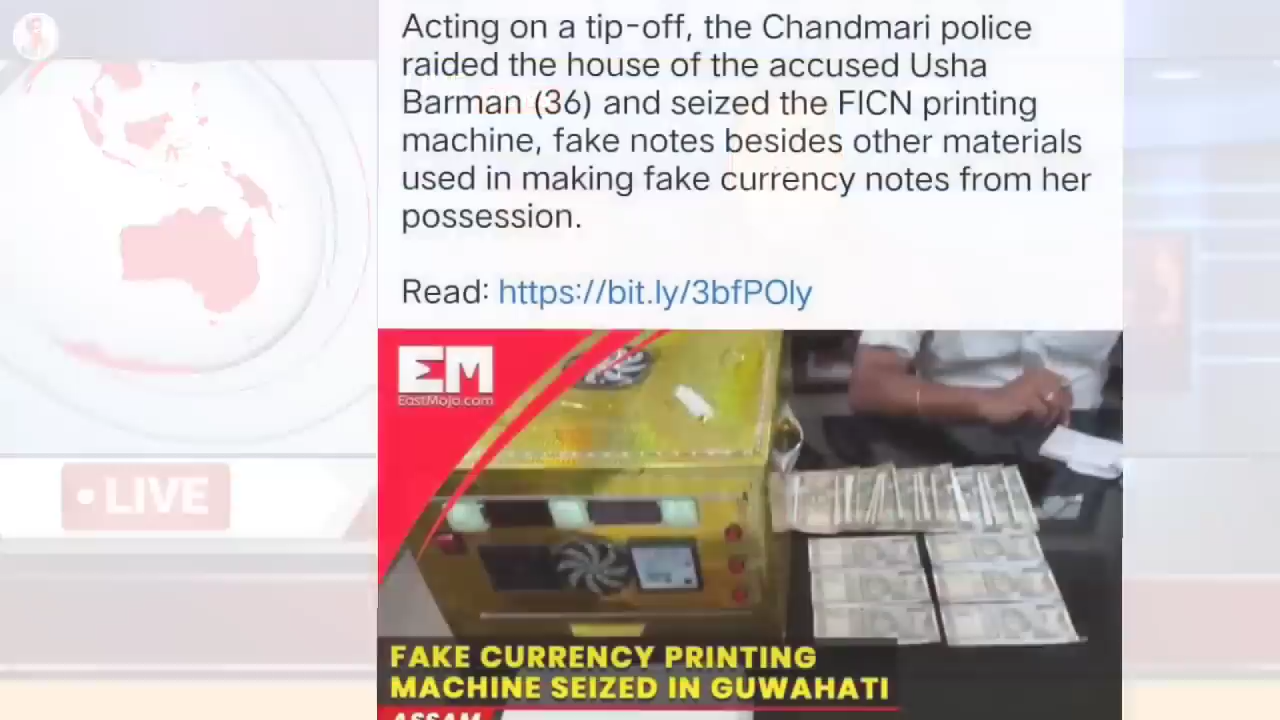 Acting on a tip-off, the Chandmari police
raided the house of the accused Usha
Barman (36) and seized the FICN printing
machine, fake notes besides other materials
used in making fake currency notes from her
possession.
Read: https://bit.ly/3bfPOly
EM
EastMojo.com
• LIVE
FAKE CURRENCY PRINTING
MACHINE SEIZED IN GUWAHATI
ASSAM